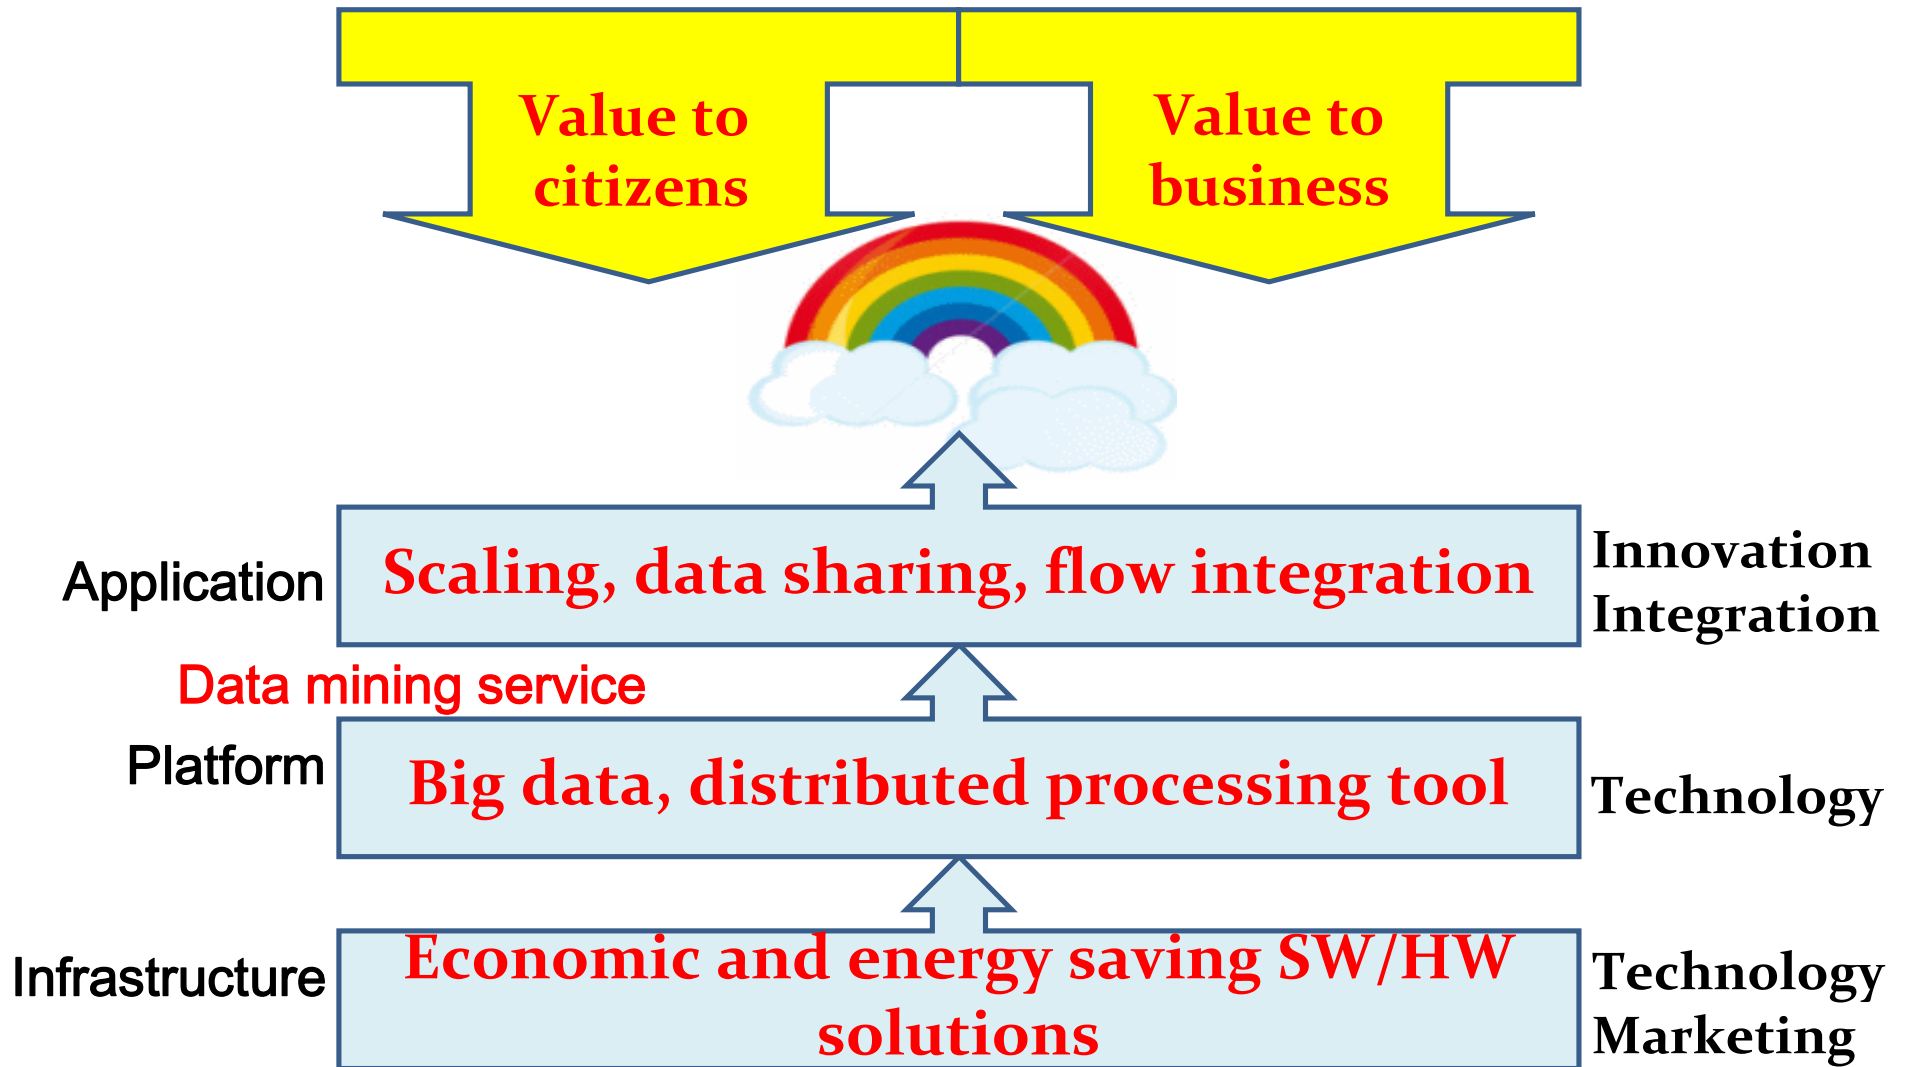 Value to
citizens
Value to
business
Application
Scaling, data sharing, flow integration
Innovation
Integration
Data mining service
Platform
Big data, distributed processing tool
Technology
Infrastructure
Economic and energy saving SW/HW
solutions
Technology
Marketing